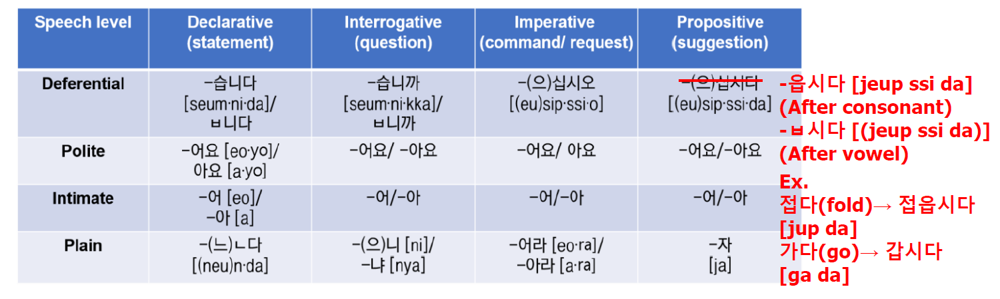 Speech level
Declarative
(statement)
Interrogative
(question)
Imperative
(command/ request)
Propositive
(suggestion)
Deferential
–습니다
[seum·ni·da]/
ㅂ니다
–습니까
[seum·ni·kka]/
ㅂ니까
–(으)십시오
[(eu)sip·ssi·o]
–(으)십시다
[(eu)sip·ssi·da]
Polite
–어요 [eo·yo]/
아요 [a·yo]
–어요/ –아요
–어요/ 아요
–어요/–아요
Intimate
–어 [eo]/
–아 [a]
–어/–아
–어/–아
–어/–아
Plain
–(느)ㄴ다
[(neu)n·da]
–(으)니 [ni]/
–냐 [nya]
–어라 [eo·ra]/
–아라 [a·ra]
–자
[ja]
-읍시다 [jeup ssi da]
(After consonant)
-ㅂ시다 [(jeup ssi da)]
(After vowel)
Ex.
접다(fold)→ 접읍시다
[jup da]
가다(go)→ 갑시다
[ga da]